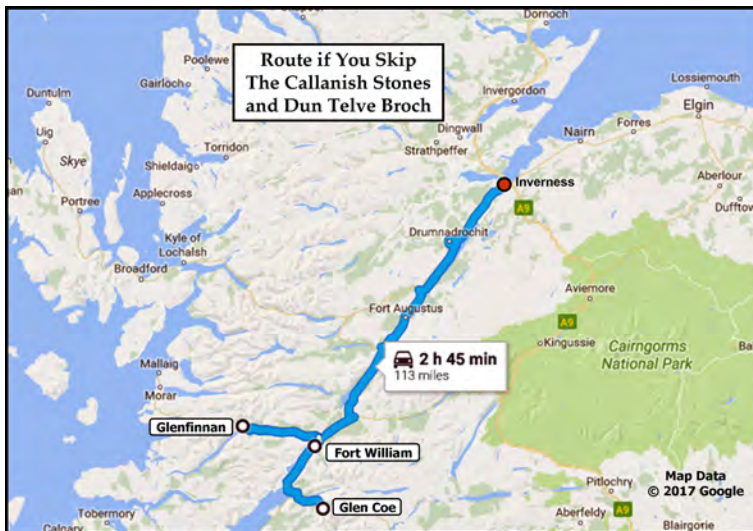 Route if You Skip
The Callanish Stones
and Dun Telve Broch
Dornoch
Poolewe
Gairloch
Lossiemouth
Duntulm
Invergordon
Elgin
Uig
Dingwall
Nairn
Forres
Strathpeffer
Torridon
Skye
Shieldaig
Inverness
Aberlour
Portree
Applecross
A9
Dufftow
Drumnadrochit
Kyle of
Lochalsh
Broadford
Aviemore
Fort Augustus
A9
Kingussie
Cairngorms
National Park
Bal
2 h 45 min
113 miles
Mallaig
Morar
Glenfinnan
Fort William
Pitlochry
Map Data
© 2017 Google
Glen Coe
Tobermory
Aberfeldy
A9
Calgary
Blairgorie